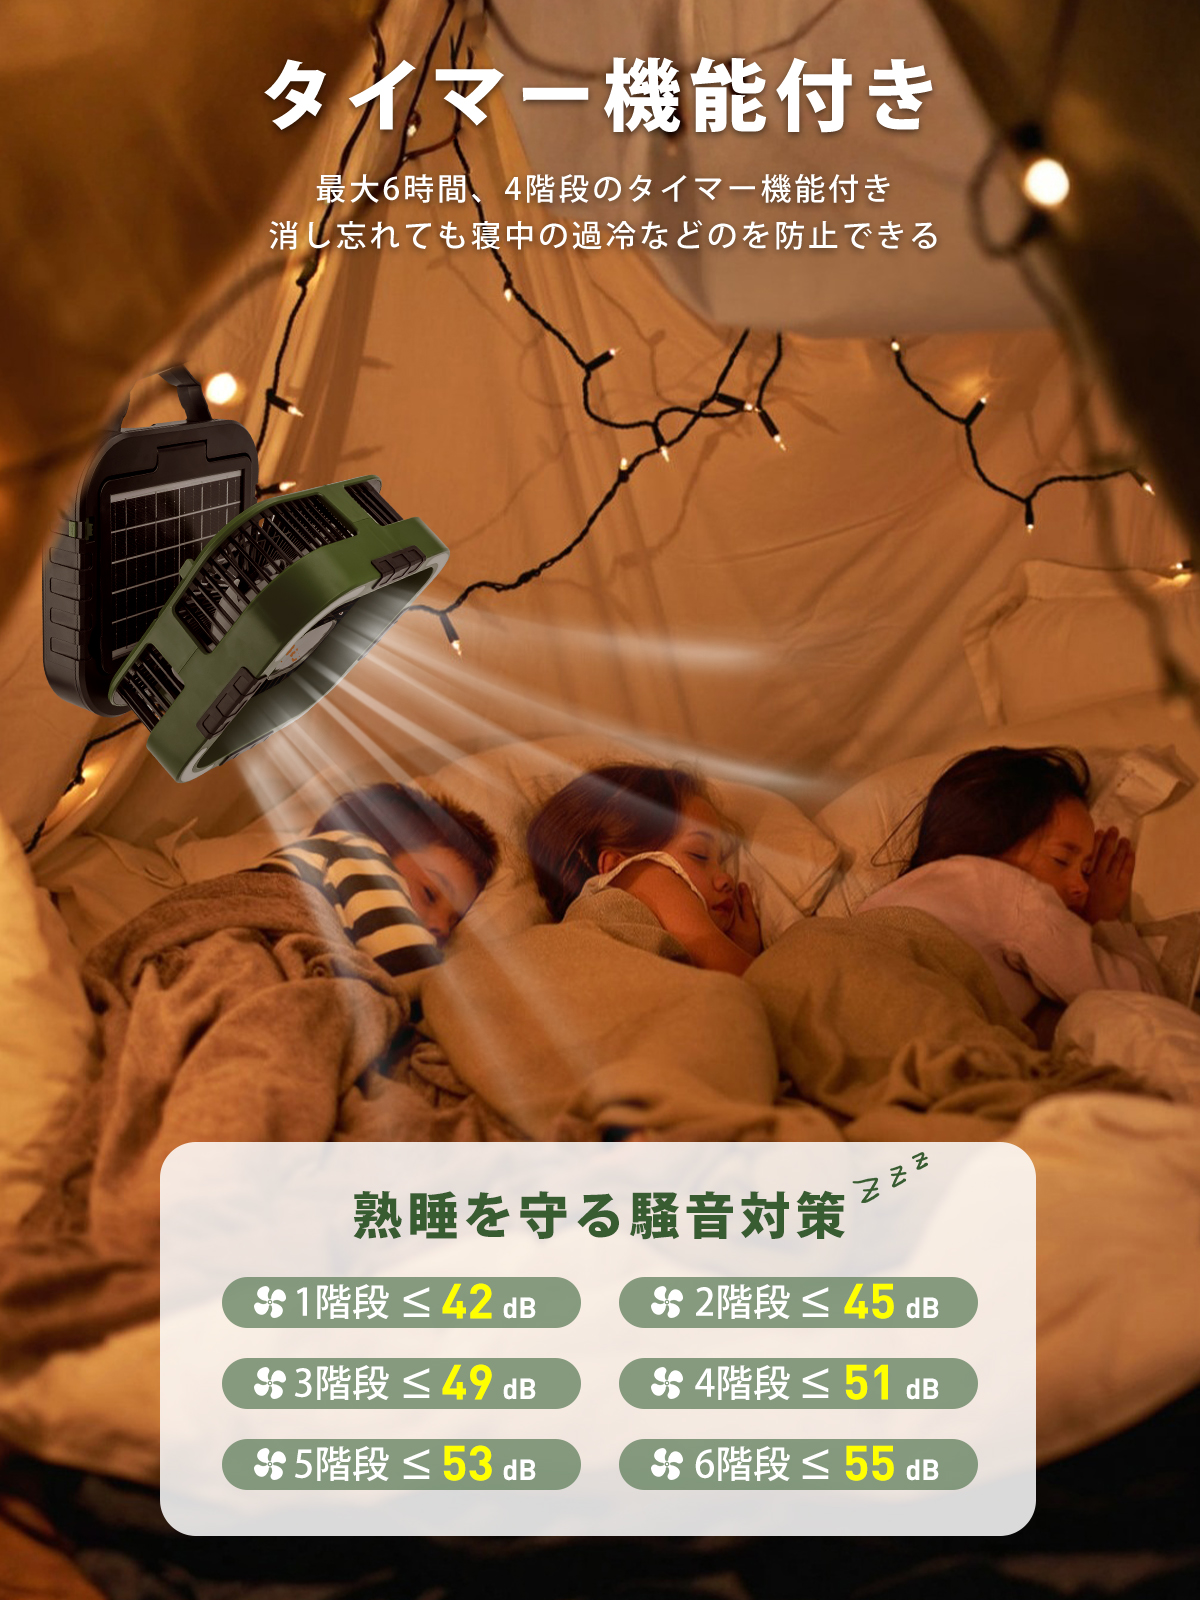 タイマー機能付き
最大6時間、4階段のタイマー機能付き
消し忘れても寝中の過冷などのを防止できる
熟睡を守る騒音対策 zzz
1階段 ≤ 42 dB
2階段 ≤ 45 dB
3階段 ≤ 49 dB
4階段 ≤ 51 dB
5階段 ≤ 53 dB
6階段 ≤ 55 dB